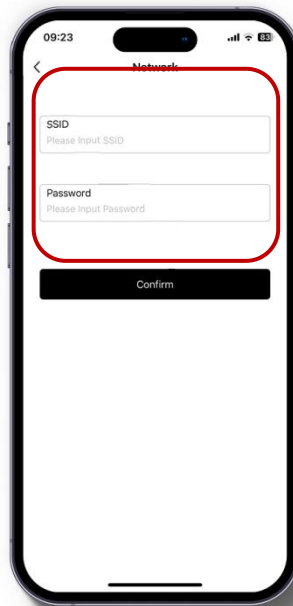 09:23
83
Network
SSID
Please Input SSID
Password
Please Input Password
Confirm